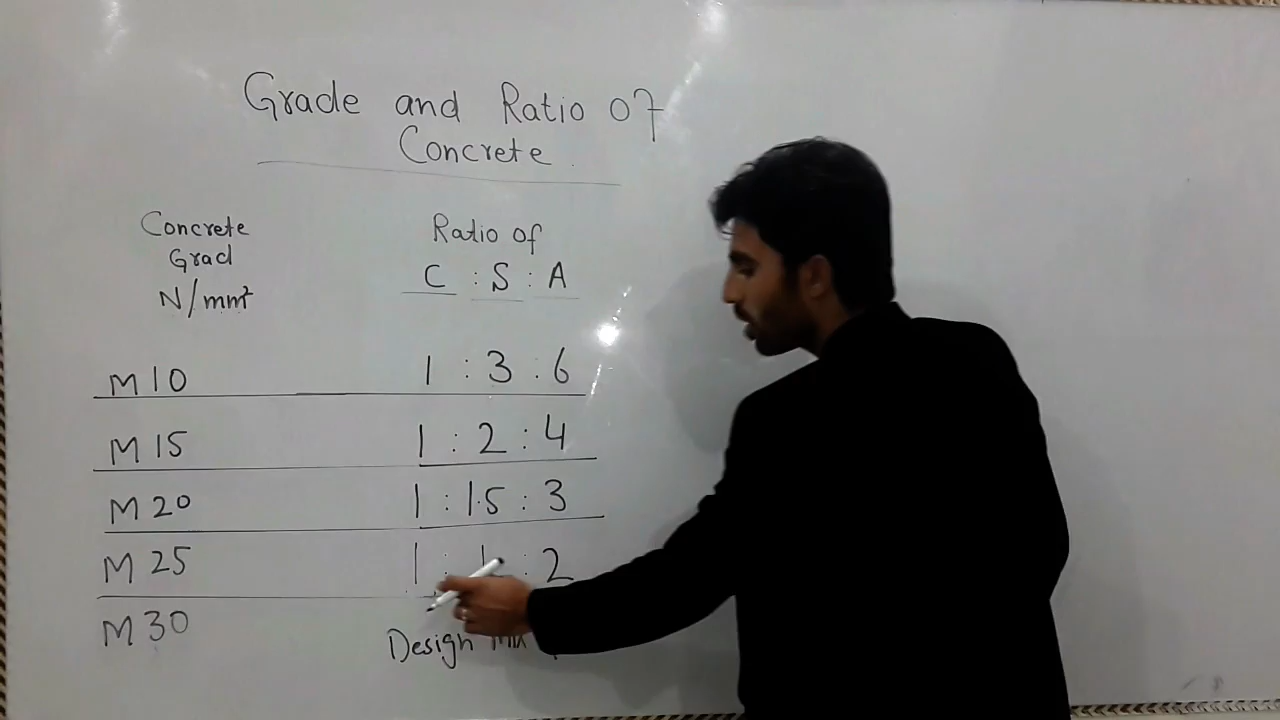 Grade and Ratio of
Concrete
Concrete
Grad
N/mm²
Ratio of
C : S : A
M10 1 : 3 : 6
M15 1 : 2 : 4
M20 1 : 1.5 : 3
M25 1 : 1 : 2
M30 Design Mix